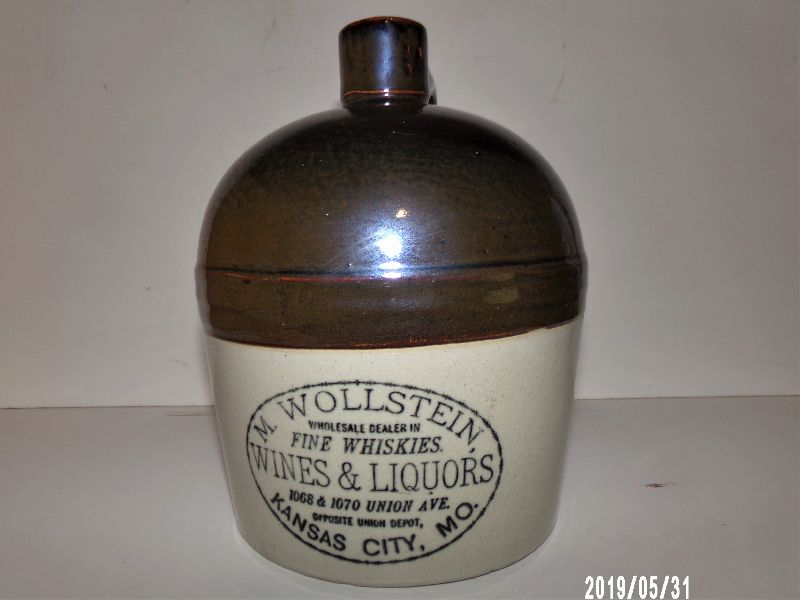 M. WOLLSTEIN,
WHOLESALE DEALER IN
FINE WHISKIES.
WINES & LIQUORS
1068 & 1070 UNION AVE.
OPPOSITE UNION DEPOT,
KANSAS CITY, MO.
2019/05/31